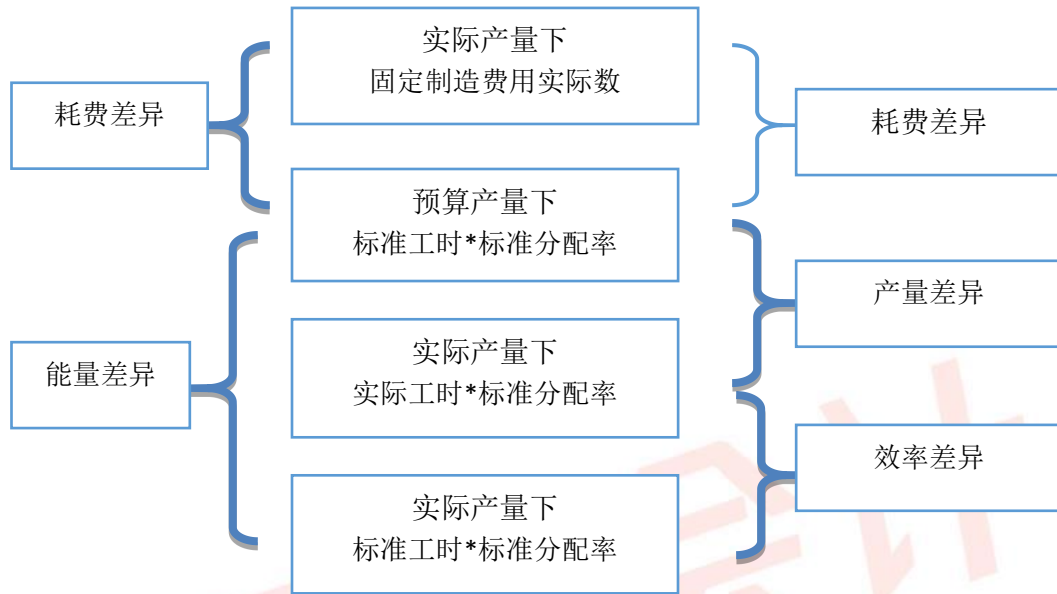 实际产量下
固定制造费用实际数
耗费差异
耗费差异
预算产量下
标准工时*标准分配率
产量差异
能量差异
实际产量下
实际工时*标准分配率
效率差异
实际产量下
标准工时*标准分配率